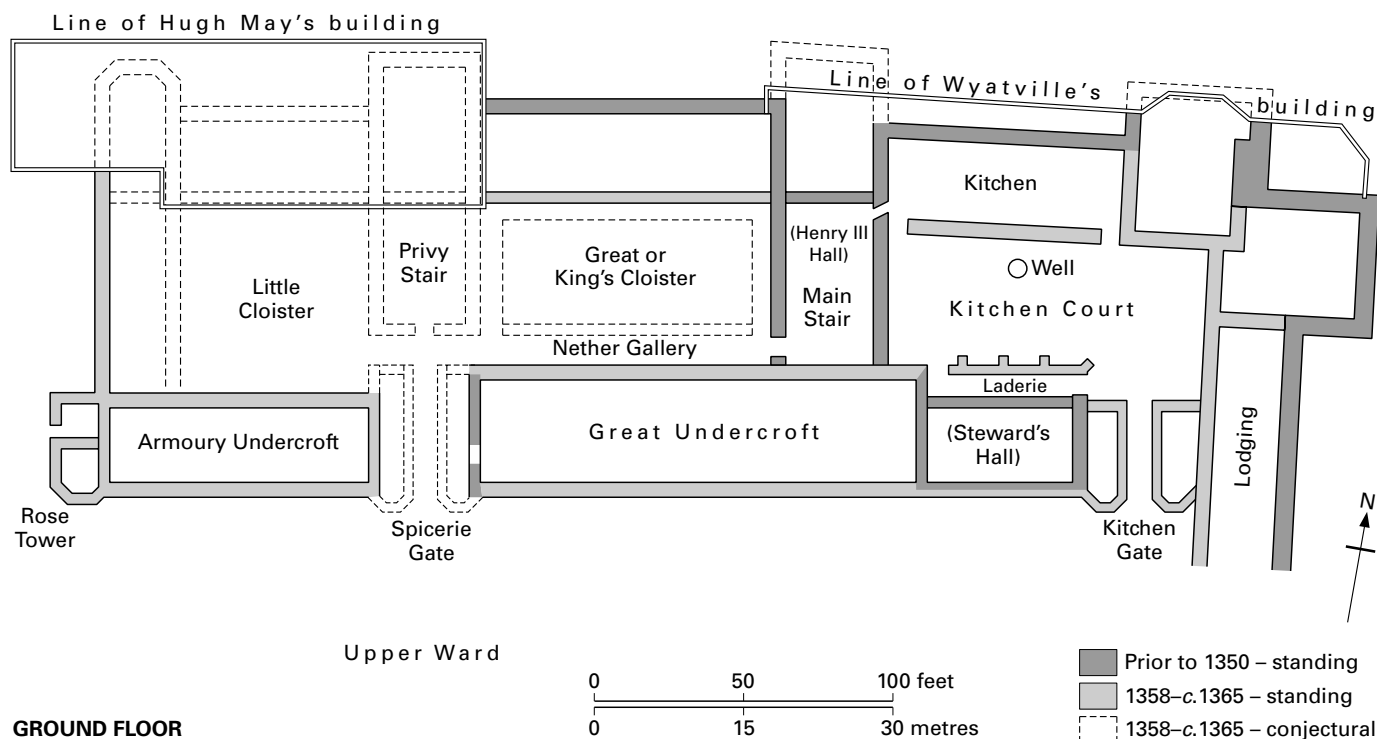 Line of Hugh May's building
Line of Wyatville's
building
Kitchen
(Henry III
Hall)
Main
Stair
Privy
Stair
Great or
King's Cloister
Well
Little
Cloister
Kitchen Court
Nether Gallery
Laderie
Armoury Undercroft
Great Undercroft
(Steward's
Hall)
Lodging
Rose
Tower
Spicerie
Gate
Kitchen
Gate
N
Upper Ward
0 50 100 feet
0 15 30 metres
Prior to 1350 – standing
1358–c.1365 – standing
1358–c.1365 – conjectural
GROUND FLOOR